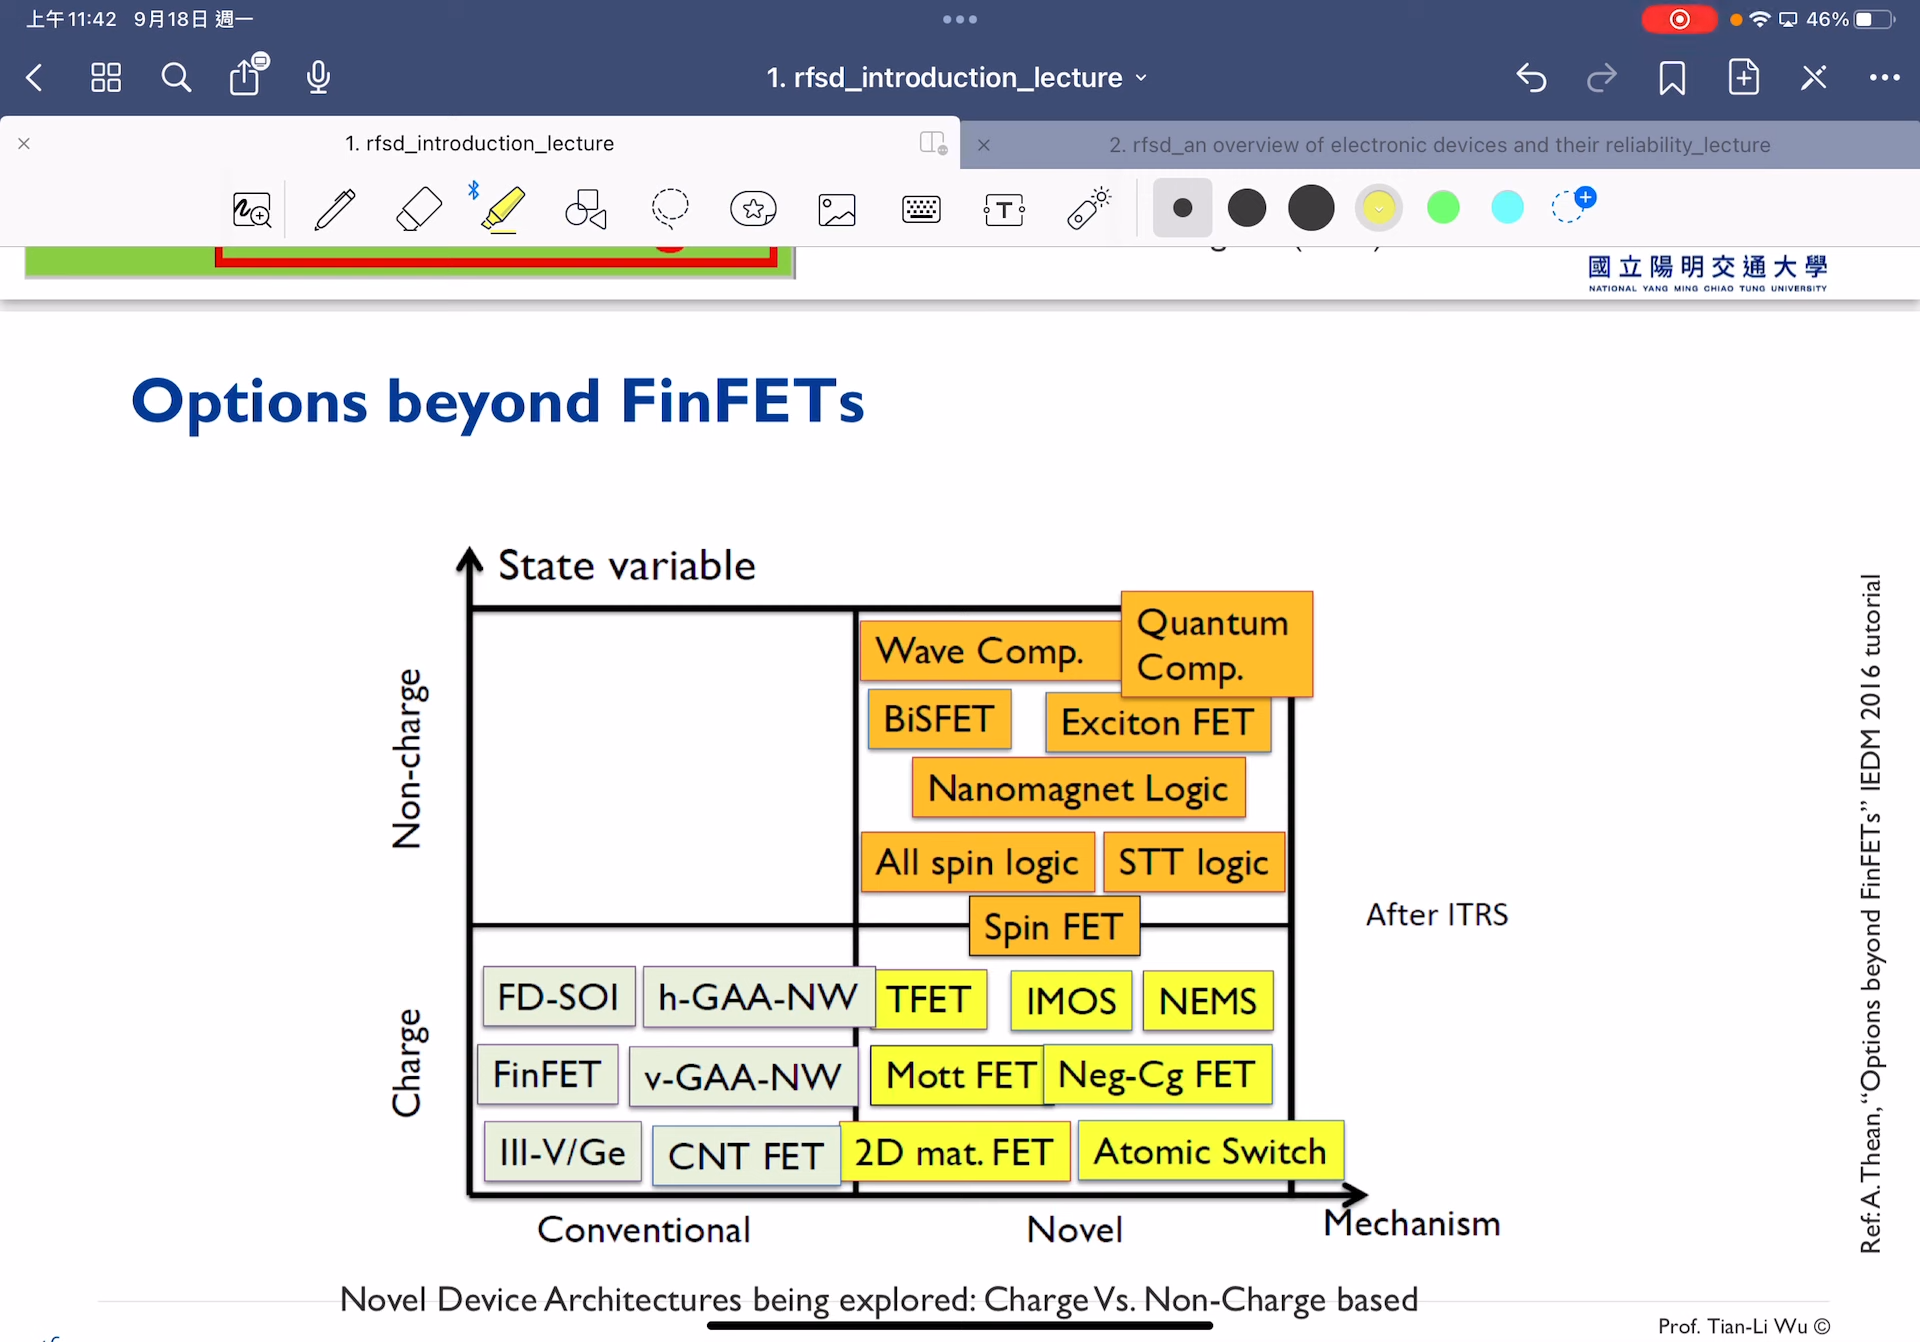 上午11:42 9月18日 週一
46%
1. rfsd_introduction_lecture
1. rfsd_introduction_lecture
2. rfsd_an overview of electronic devices and their reliability_lecture
國立陽明交通大學
NATIONAL YANG MING CHIAO TUNG UNIVERSITY
Options beyond FinFETs
State variable
Non-charge
Charge
Wave Comp.
Quantum
Comp.
BiSFET
Exciton FET
Nanomagnet Logic
All spin logic
STT logic
Spin FET
FD-SOI
h-GAA-NW
TFET
IMOS
NEMS
FinFET
v-GAA-NW
Mott FET
Neg-Cg FET
III-V/Ge
CNT FET
2D mat. FET
Atomic Switch
Conventional
Novel
Mechanism
After ITRS
Ref: A. Thean, “Options beyond FinFETs” IEDM 2016 tutorial
Novel Device Architectures being explored: Charge Vs. Non-Charge based
Prof. Tian-Li Wu ©